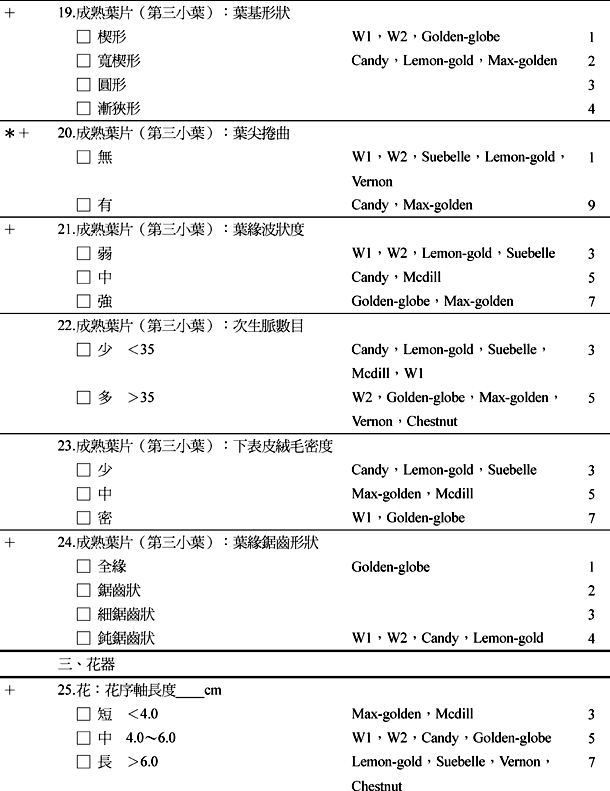 + 19.成熟葉片（第三小葉）：葉基形狀
□ 楔形 W1，W2，Golden-globe 1
□ 寬楔形 Candy，Lemon-gold，Max-golden 2
□ 圓形 3
□ 漸狹形 4
＊+ 20.成熟葉片（第三小葉）：葉尖捲曲
□ 無 W1，W2，Suebelle，Lemon-gold， 1
Vernon
□ 有 Candy，Max-golden 9
+ 21.成熟葉片（第三小葉）：葉緣波狀度
□ 弱 W1，W2，Lemon-gold，Suebelle 3
□ 中 Candy，Mcdill 5
□ 強 Golden-globe，Max-golden 7
22.成熟葉片（第三小葉）：次生脈數目
□ 少 <35 Candy，Lemon-gold，Suebelle， 3
Mcdill，W1
□ 多 >35 W2，Golden-globe，Max-golden， 5
Vernon，Chestnut
23.成熟葉片（第三小葉）：下表皮絨毛密度
□ 少 Candy，Lemon-gold，Suebelle 3
□ 中 Max-golden，Mcdill 5
□ 密 W1，Golden-globe 7
+ 24.成熟葉片（第三小葉）：葉緣鋸齒形狀
□ 全緣 Golden-globe 1
□ 鋸齒狀 2
□ 細鋸齒狀 3
□ 鈍鋸齒狀 W1，W2，Candy，Lemon-gold 4
三、花器
+ 25.花：花序軸長度____cm
□ 短 <4.0 Max-golden，Mcdill 3
□ 中 4.0～6.0 W1，W2，Candy，Golden-globe 5
□ 長 >6.0 Lemon-gold，Suebelle，Vernon， 7
Chestnut